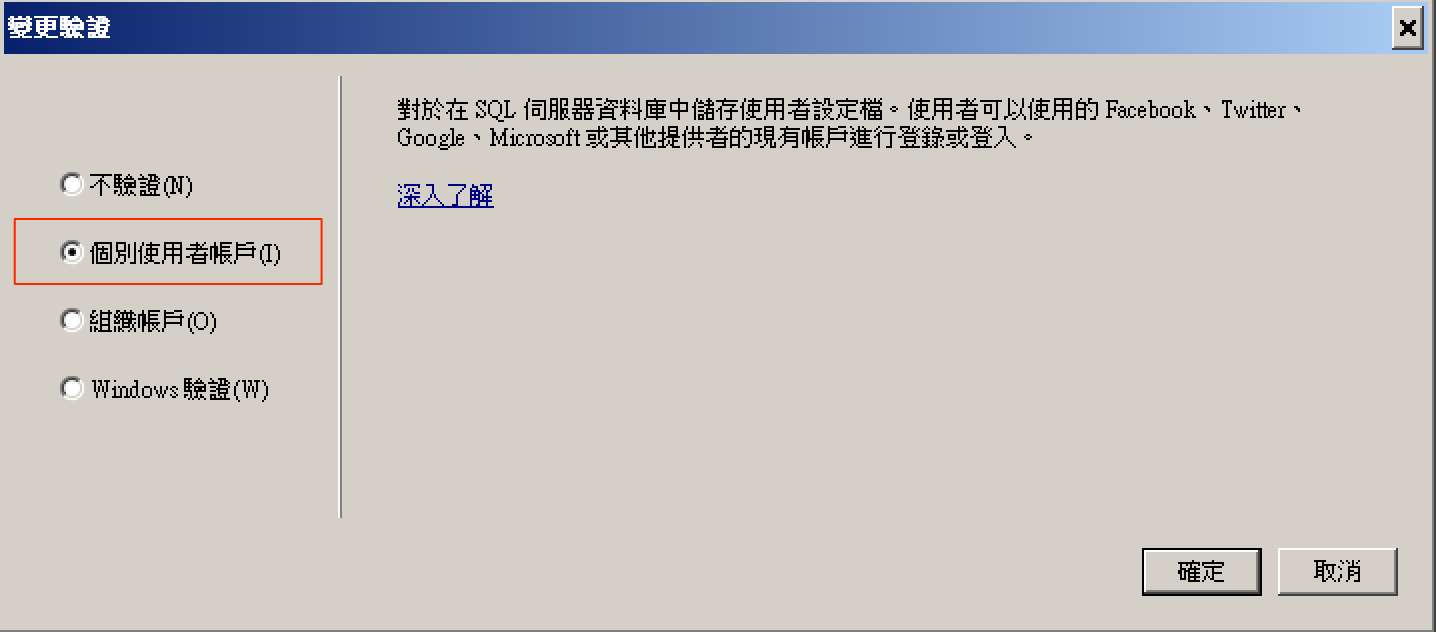 變更驗證
不驗證(N)
個別使用者帳戶(I)
組織帳戶(O)
Windows 驗證(W)
對於在 SQL 伺服器資料庫中儲存使用者設定檔。使用者可以使用的 Facebook、Twitter、
Google、Microsoft 或其他提供者的現有帳戶進行登錄或登入。
深入了解
確定
取消